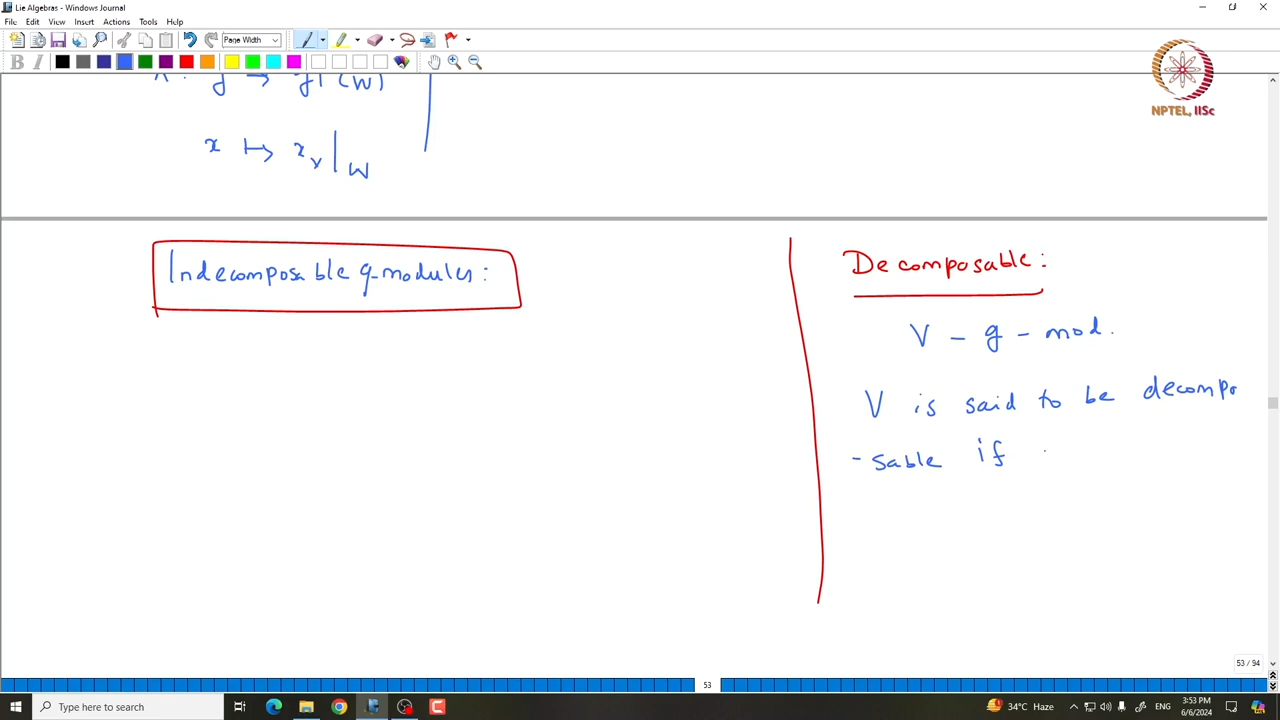 Lie Algebras - Windows Journal
File Edit View Insert Actions Tools Help
Page Width
B I
NPTEL, IISc
g → gl (W)
x ↦ x_V |_W
Indecomposable g-modules:
Decomposable:
V - g - mod.
V is said to be decompo
-sable if
53 / 94
53
Type here to search
34°C Haze
3:53 PM
6/6/2024